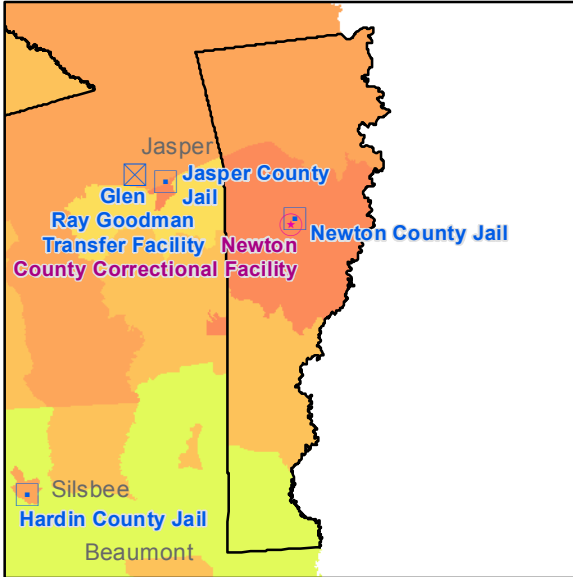 Jasper
Jasper County
Jail
Glen
Ray Goodman
Transfer Facility
Newton County Jail
Newton
County Correctional Facility
Silsbee
Hardin County Jail
Beaumont